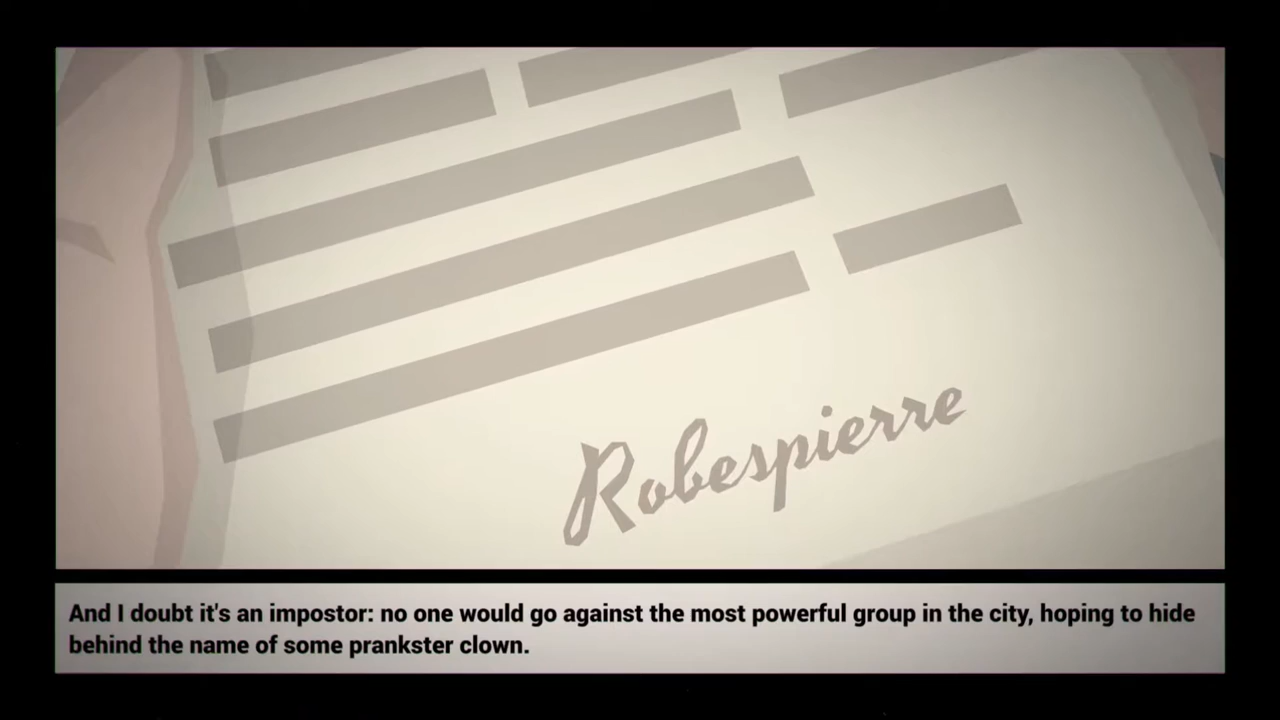 Robespierre
And I doubt it's an impostor: no one would go against the most powerful group in the city, hoping to hide
behind the name of some prankster clown.